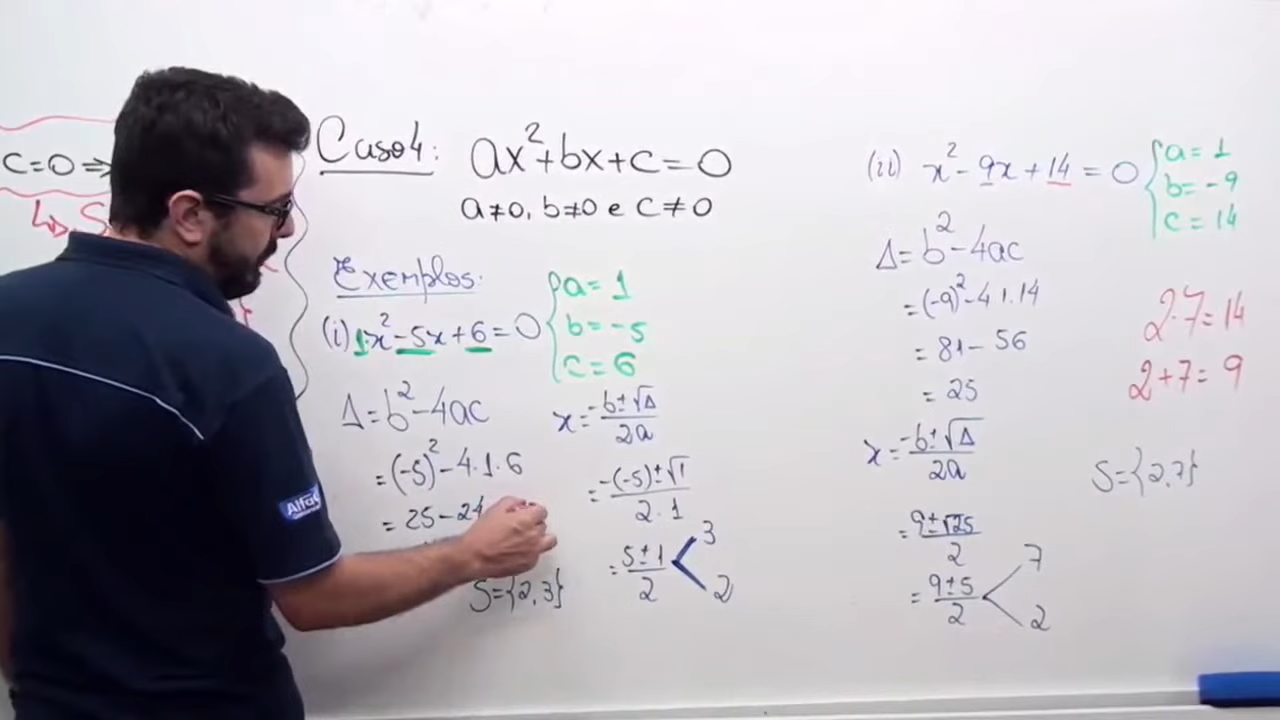 C=0 ⇒
↳ S
Caso 4: ax²+bx+c=0
a≠0, b≠0 e c≠0
Exemplos:
(i) 1x²-5x+6=0 { a=1
b=-5
c=6
Δ=b²-4ac
=(-5)²-4.1.6
=25-24
S={2,3}
x=-b±√Δ/2a
=-(-5)±√1/2.1
=5±1/2 < 3
2
(ii) x²-9x+14=0 { a=1
b=-9
c=14
Δ=b²-4ac
=(-9)²-4.1.14
=81-56
=25
x=-b±√Δ/2a
=9±√25/2
=9±5/2 < 7
2
2.7=14
2+7=9
S={2,7}
Alfa